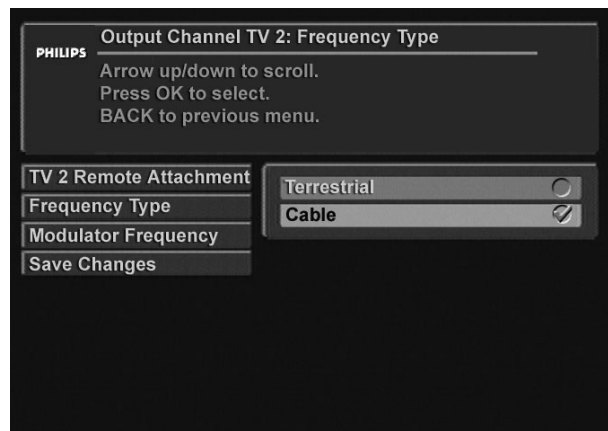 Output Channel TV 2: Frequency Type
PHILIPS
Arrow up/down to scroll.
Press OK to select.
BACK to previous menu.
TV 2 Remote Attachment
Frequency Type
Modulator Frequency
Save Changes
Terrestrial
Cable